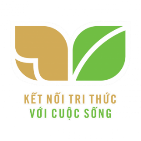 KẾT NỐI TRI THỨC
VỚI CUỘC SỐNG